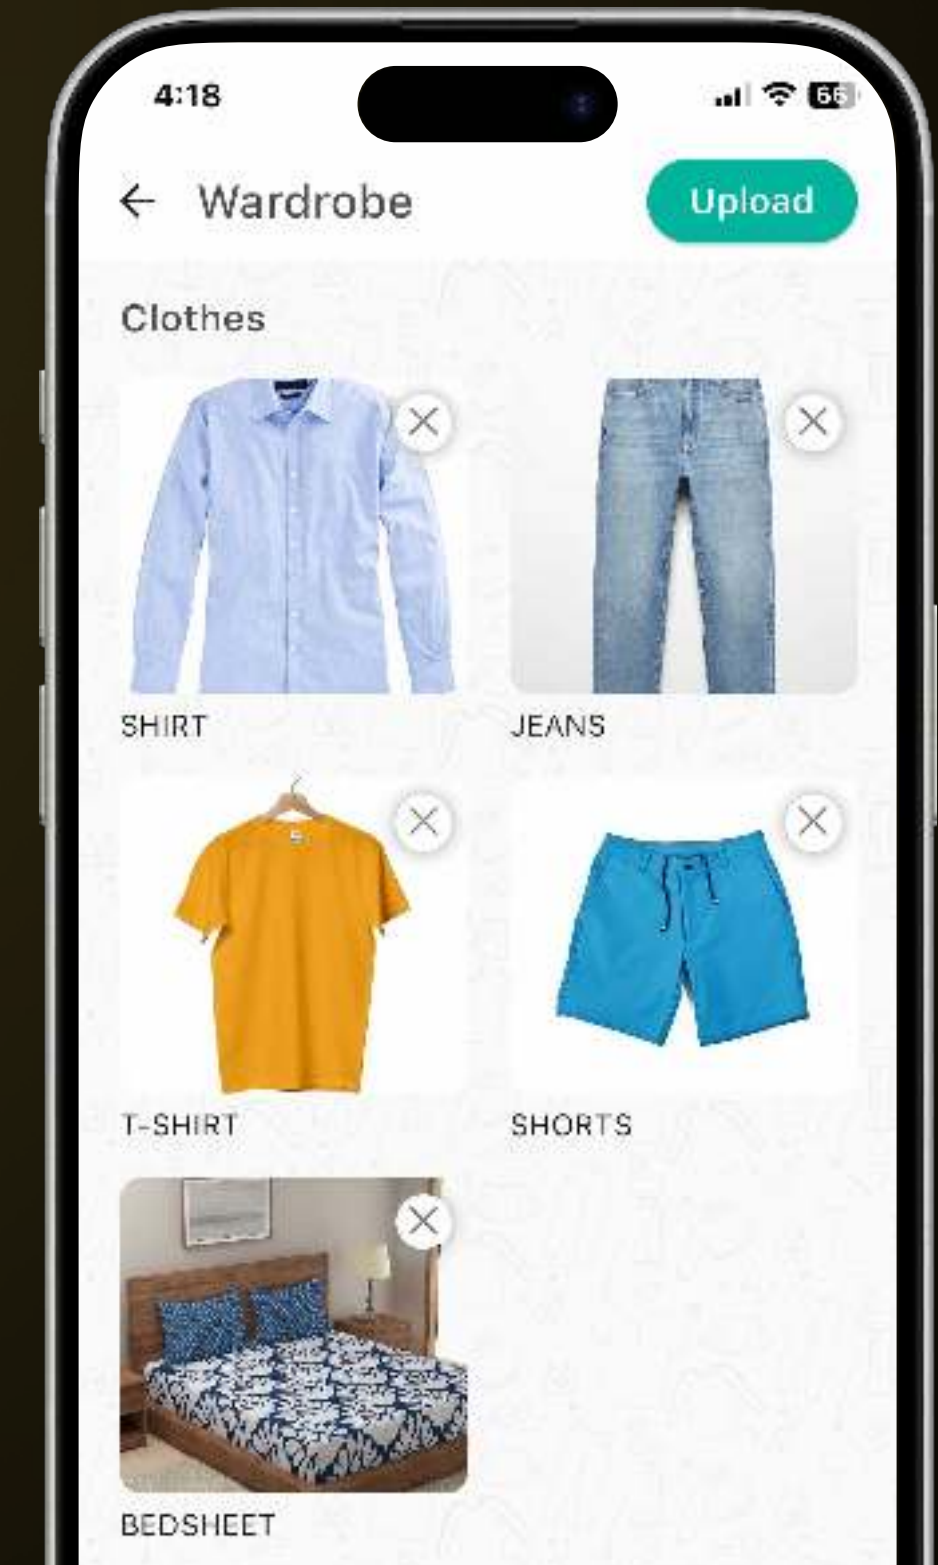 4:18
66
Wardrobe
Upload
Clothes
SHIRT
JEANS
T-SHIRT
SHORTS
BEDSHEET